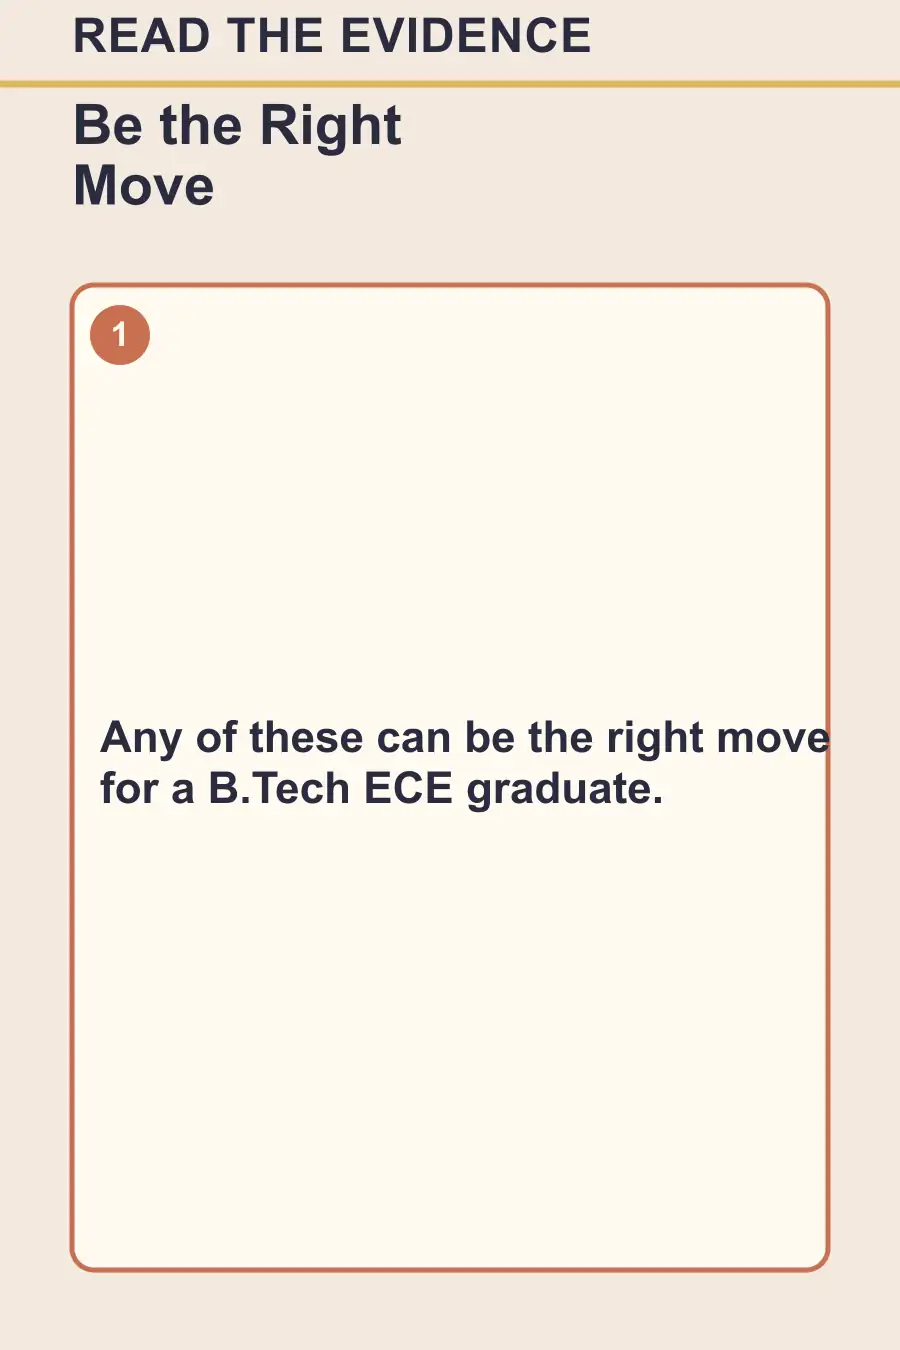 READ THE EVIDENCE
Be the Right
Move
1
Any of these can be the right move
for a B.Tech ECE graduate.